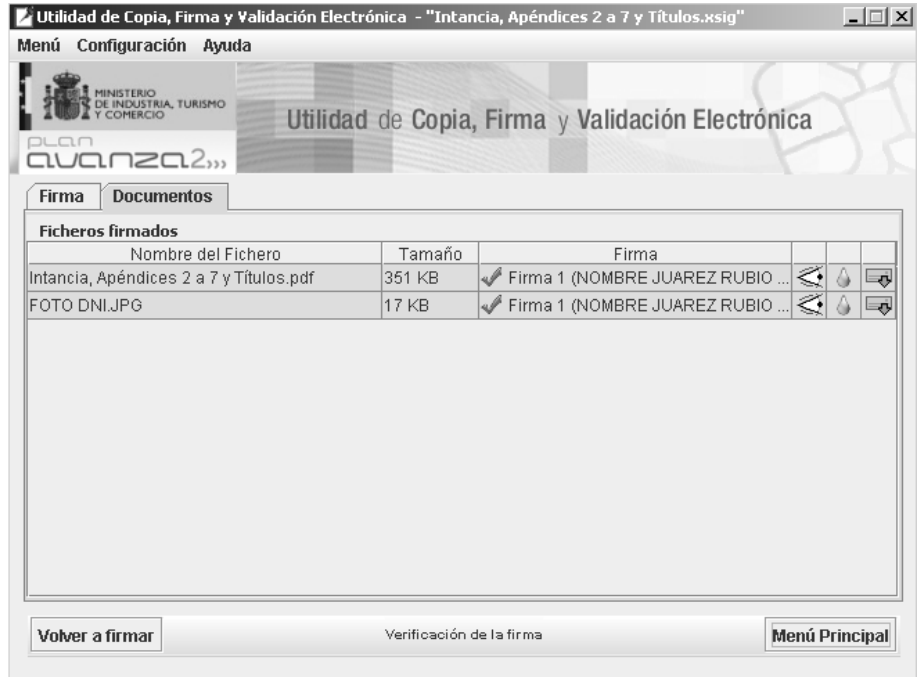 Utilidad de Copia, Firma y Validación Electrónica - "Intancia, Apéndices 2 a 7 y Títulos.xsig"
Menú Configuración Ayuda
MINISTERIO
DE INDUSTRIA, TURISMO
Y COMERCIO
PLAN
avanza2
Utilidad de Copia, Firma y Validación Electrónica
Firma Documentos
Ficheros firmados
Nombre del Fichero Tamaño Firma
Intancia, Apéndices 2 a 7 y Títulos.pdf 351 KB Firma 1 (NOMBRE JUAREZ RUBIO ...
FOTO DNI.JPG 17 KB Firma 1 (NOMBRE JUAREZ RUBIO ...
Volver a firmar Verificación de la firma Menú Principal